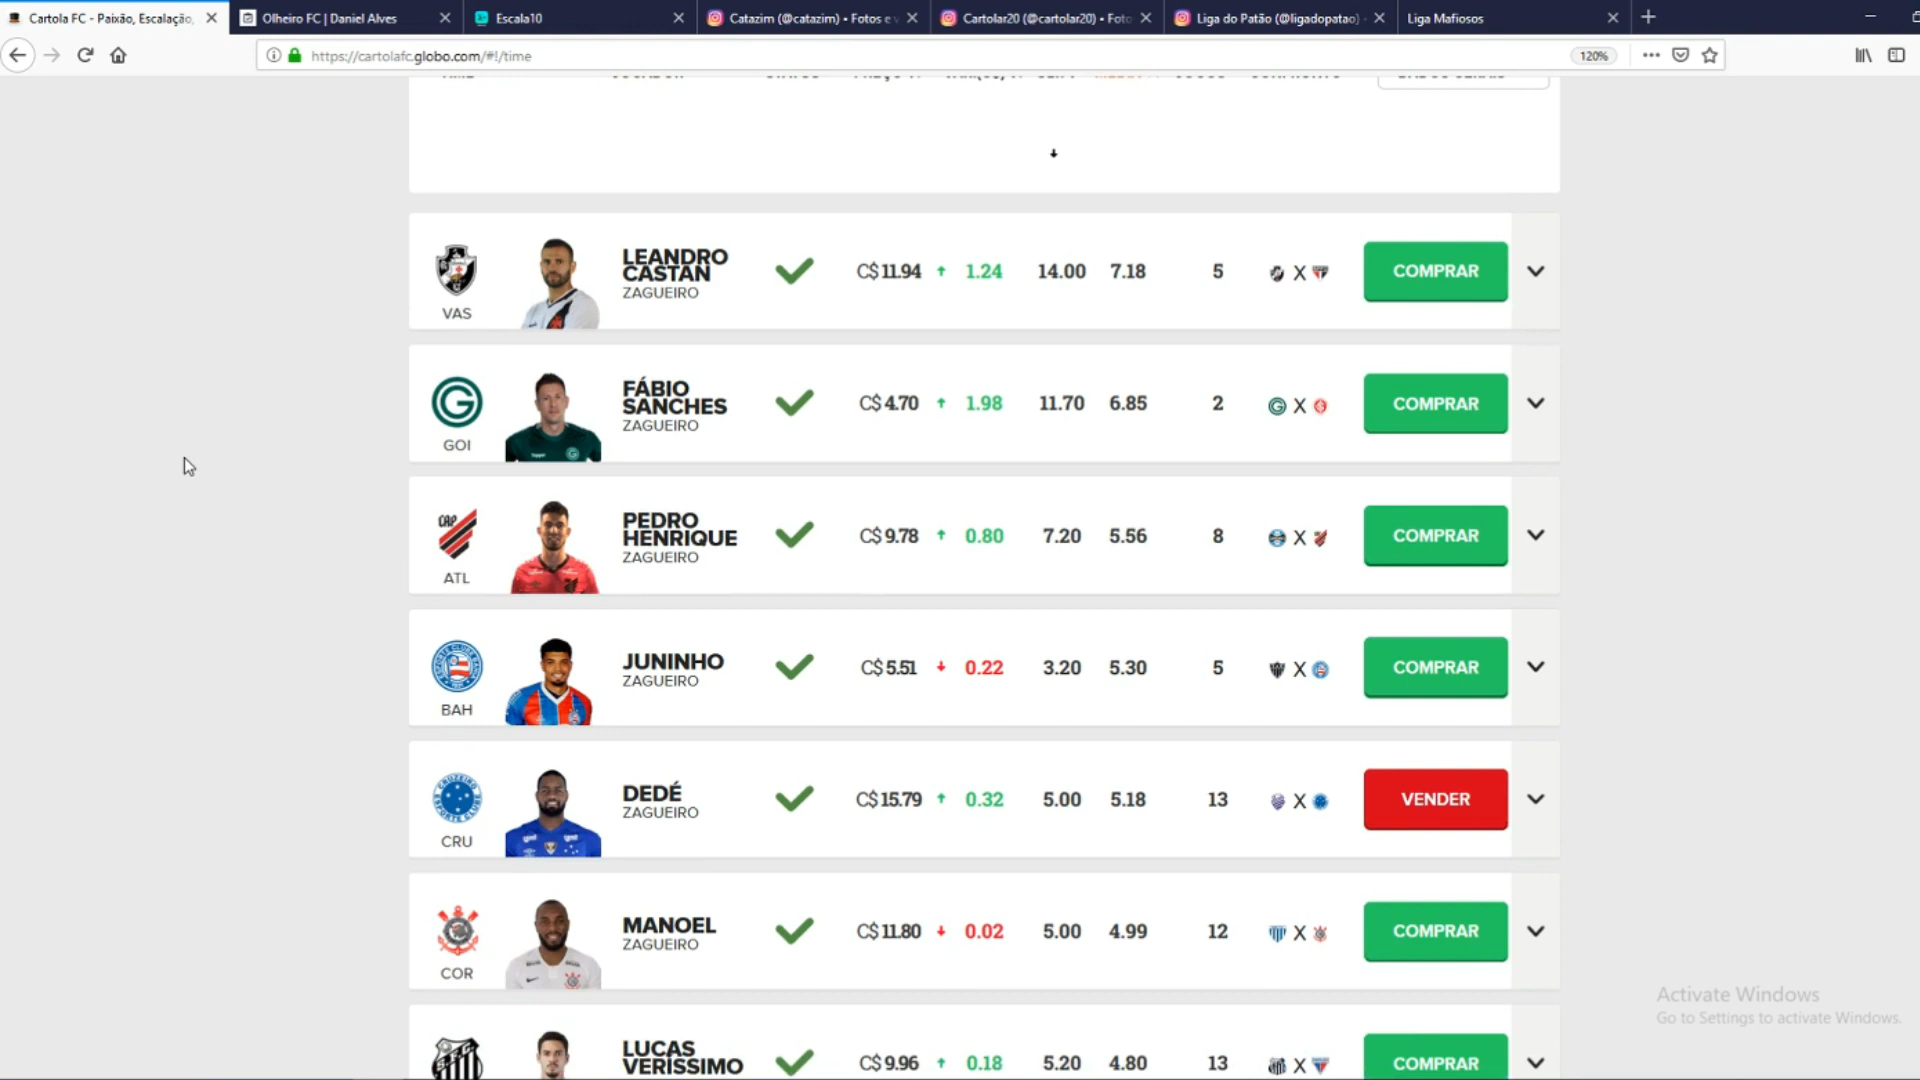 Cartola FC - Paixão, Escalação,
Olheiro FC | Daniel Alves
Escala10
Catazim (@catazim) • Fotos e v
Cartolar20 (@cartolar20) • Foto
Liga do Patão (@ligadopatao)
Liga Mafiosos
https://cartolafc.globo.com/#!/time
120%
LEANDRO
CASTAN
ZAGUEIRO
VAS
C$ 11.94 1.24 14.00 7.18 5 X COMPRAR
FÁBIO
SANCHES
ZAGUEIRO
GOI
C$ 4.70 1.98 11.70 6.85 2 X COMPRAR
CAP
PEDRO
HENRIQUE
ZAGUEIRO
ATL
C$ 9.78 0.80 7.20 5.56 8 X COMPRAR
JUNINHO
ZAGUEIRO
BAH
C$ 5.51 0.22 3.20 5.30 5 X COMPRAR
DEDÉ
ZAGUEIRO
CRU
C$ 15.79 0.32 5.00 5.18 13 X VENDER
MANOEL
ZAGUEIRO
COR
C$ 11.80 0.02 5.00 4.99 12 X COMPRAR
LUCAS
VERÍSSIMO
C$ 9.96 0.18 5.20 4.80 13 X COMPRAR
Activate Windows
Go to Settings to activate Windows.